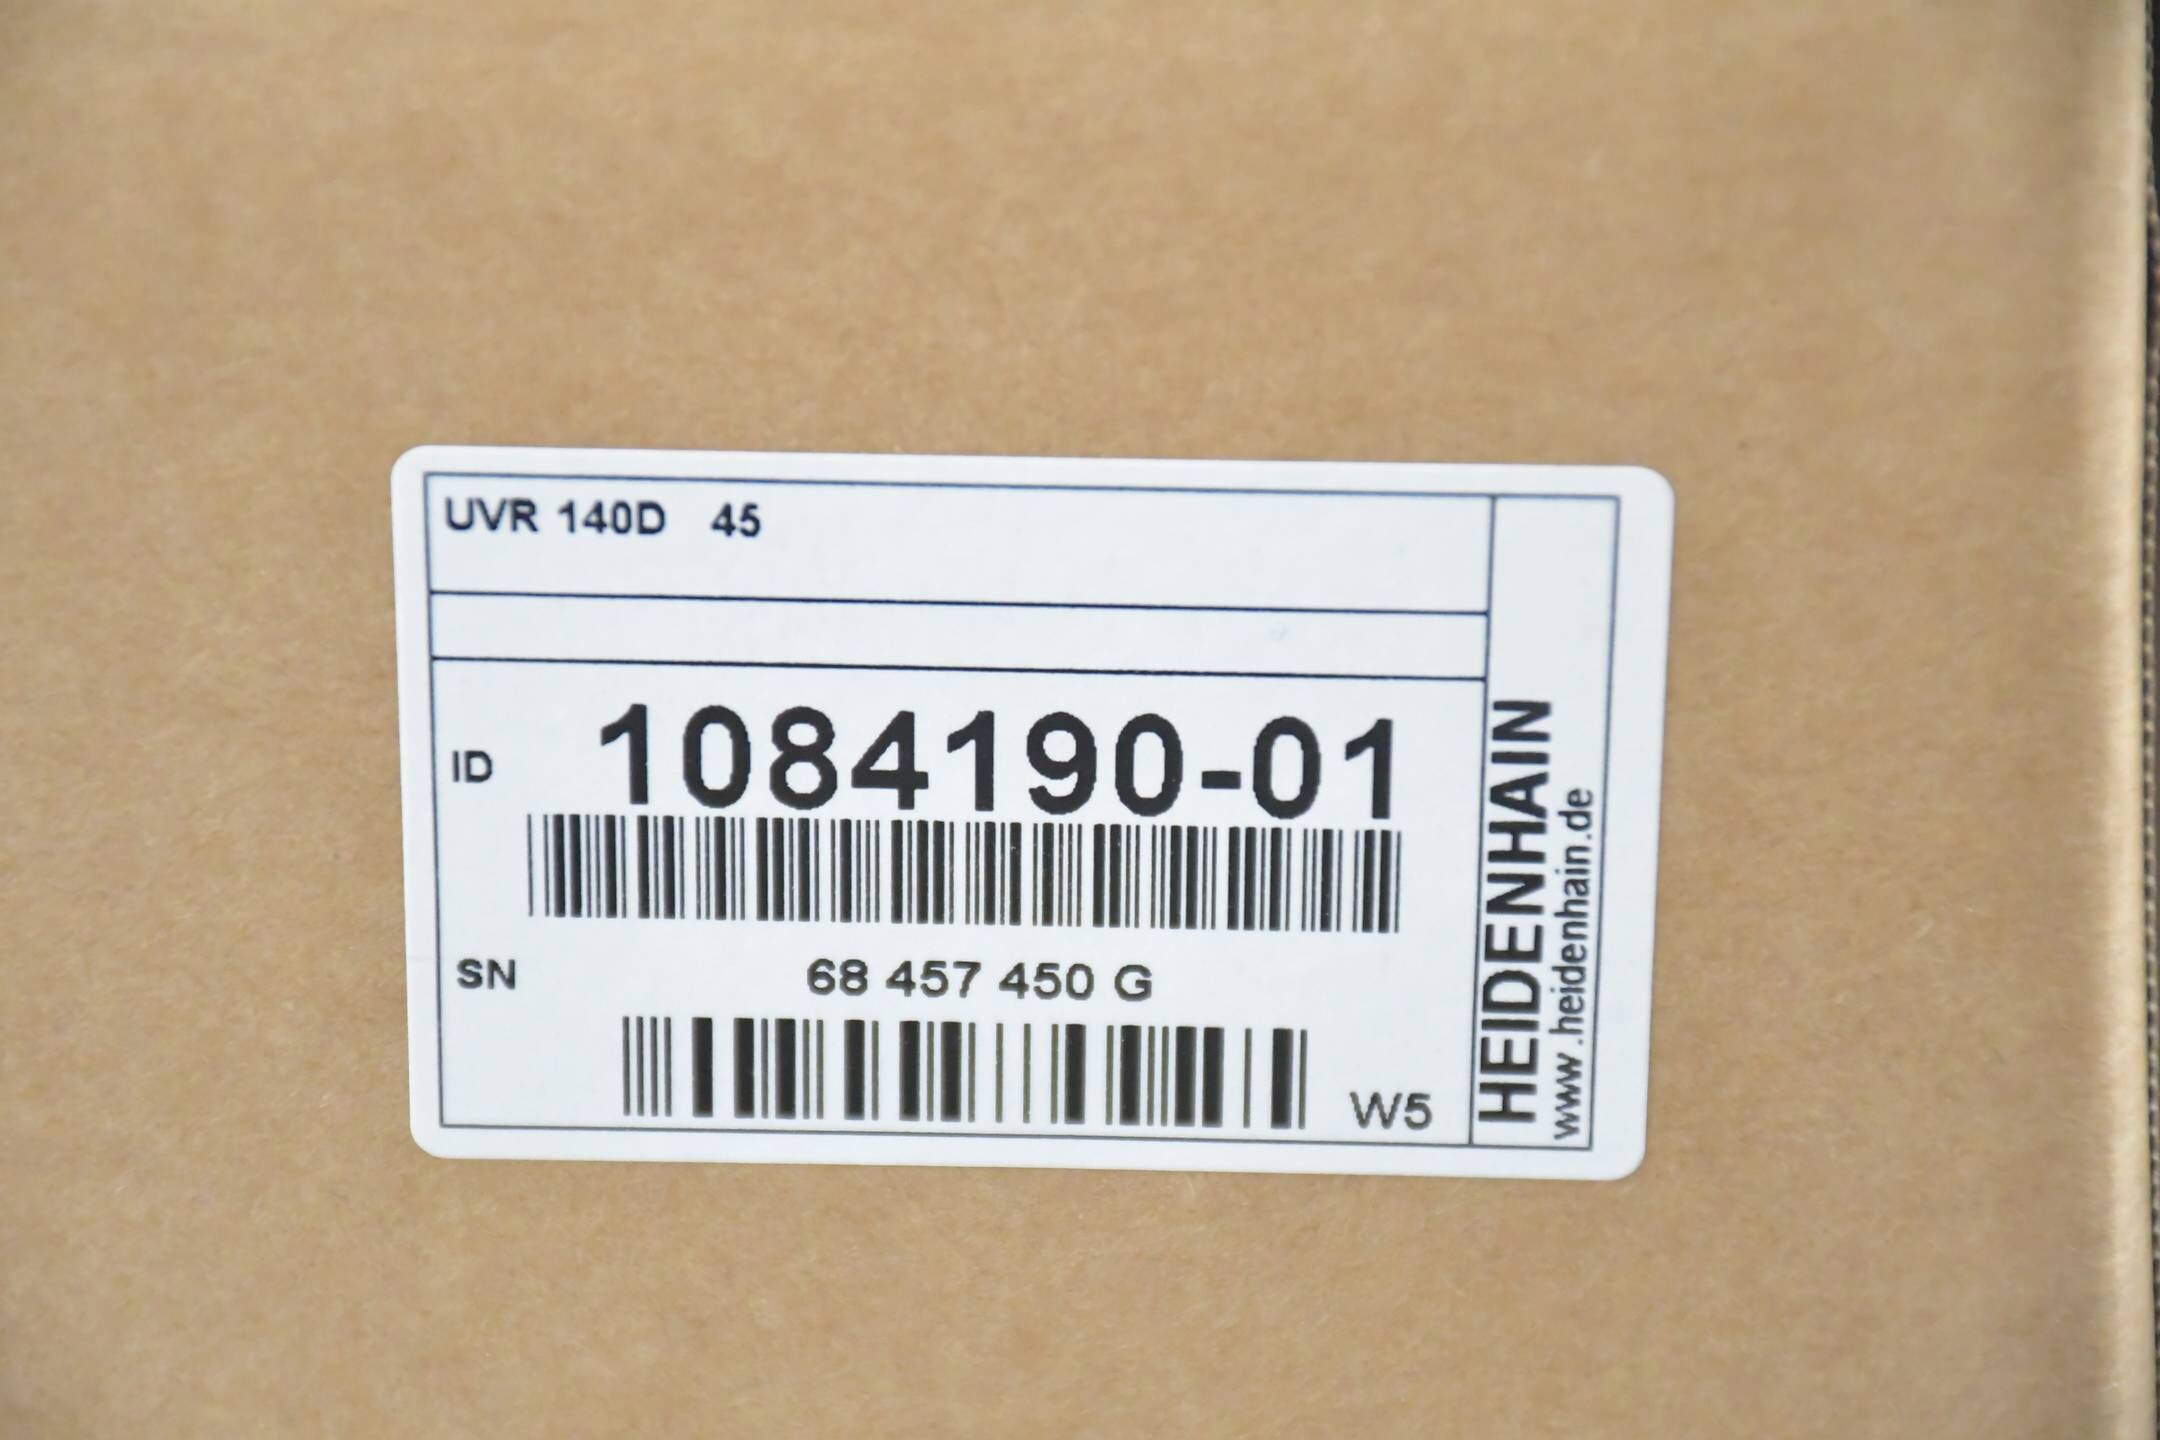 UVR 140D 45
ID 1084190-01
SN 68 457 450 G
W5
HEIDENHAIN
www.heidenhain.de